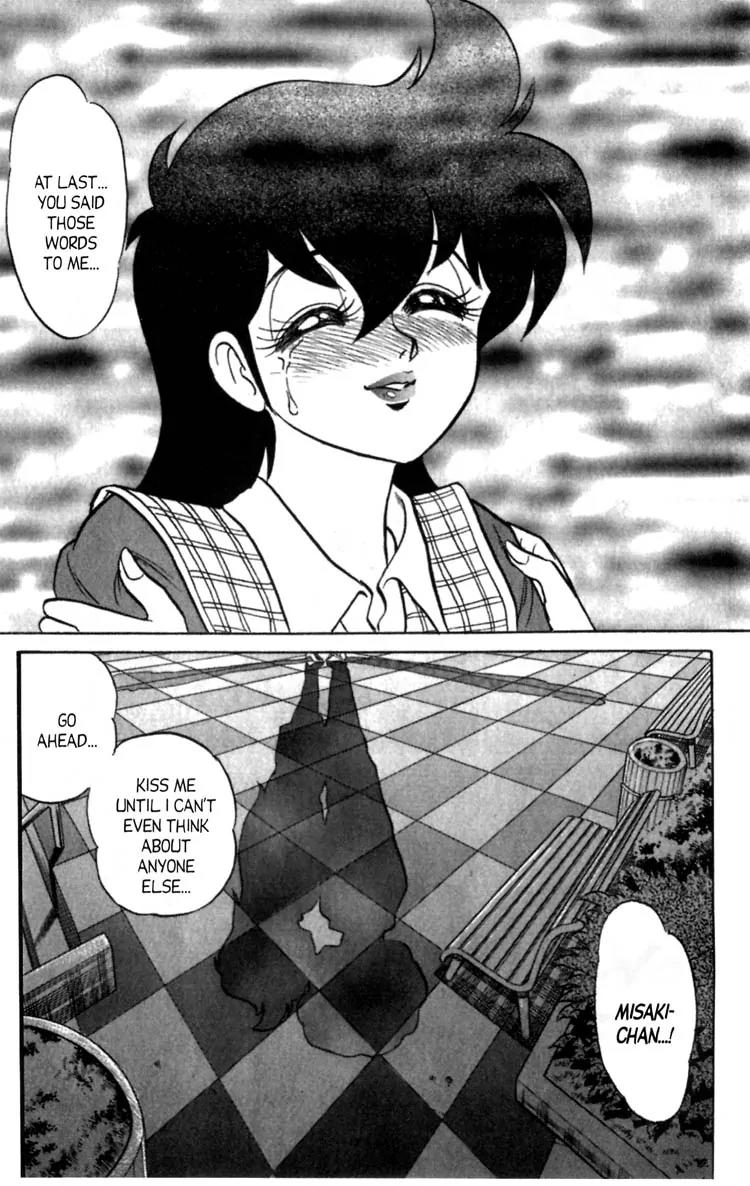 AT LAST...
YOU SAID
THOSE
WORDS
TO ME...
GO
AHEAD...
KISS ME
UNTIL I CAN'T
EVEN THINK
ABOUT
ANYONE
ELSE...
MISAKI-
CHAN...!